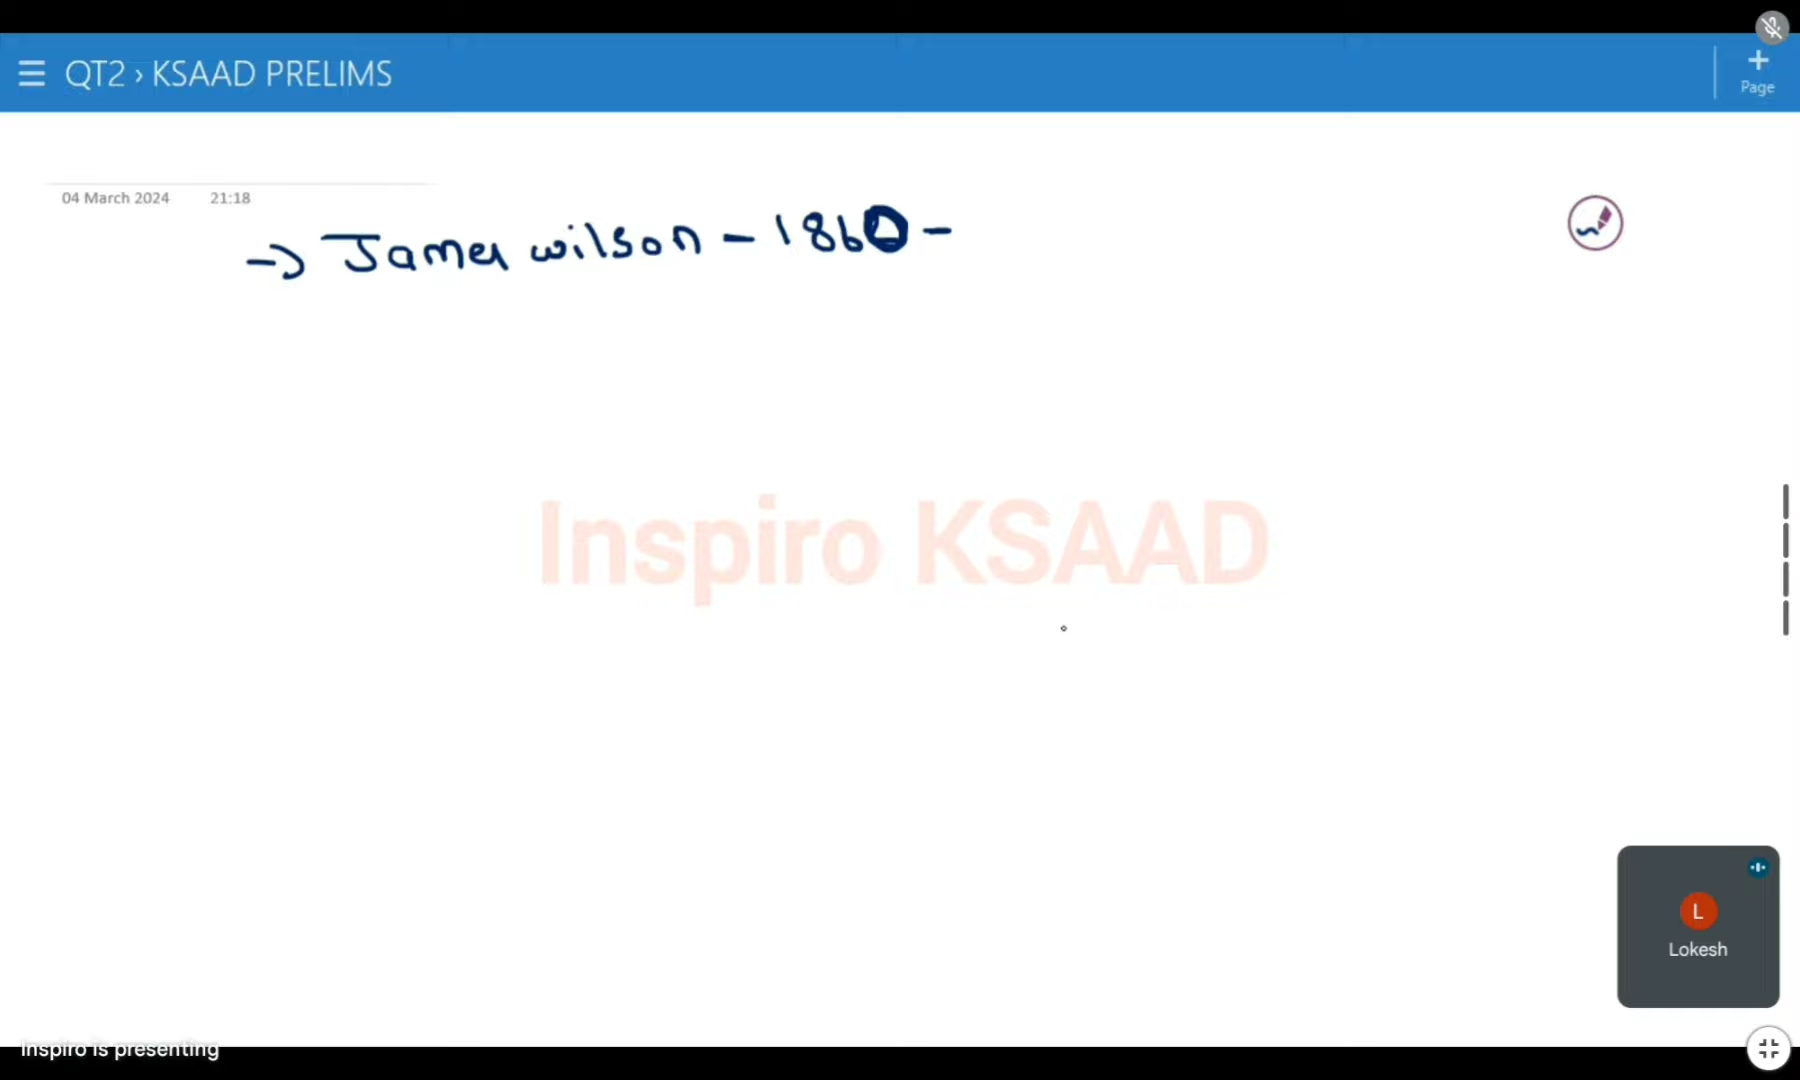 QT2 › KSAAD PRELIMS
+
Page
04 March 2024 21:18
→ James wilson – 1860 –
Inspiro KSAAD
L
Lokesh
Inspiro is presenting